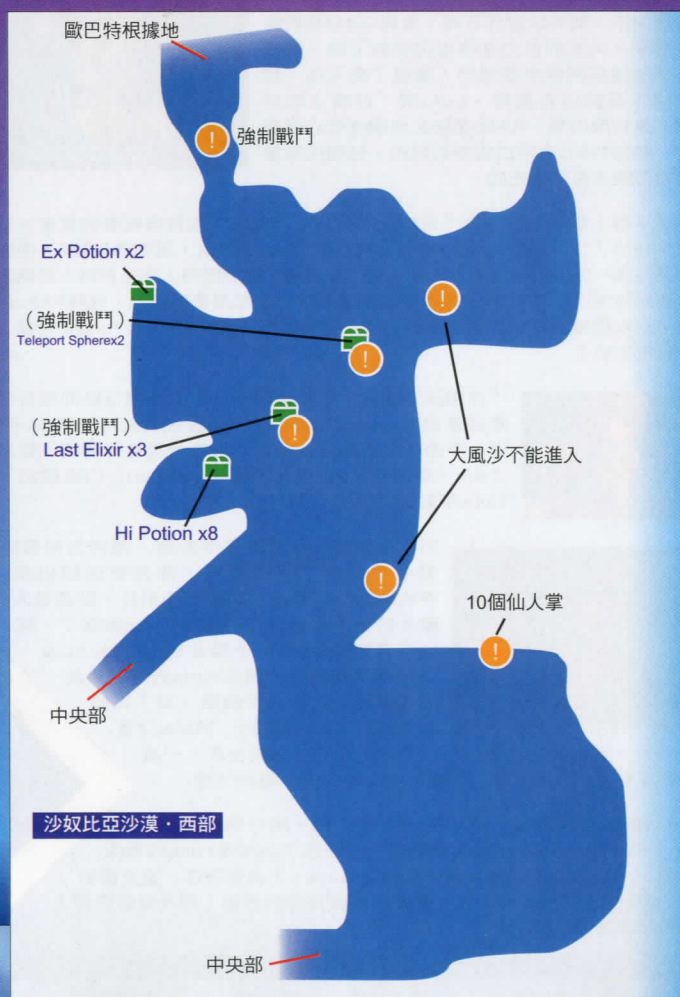 歐巴特根據地
!
強制戰鬥
Ex Potion x2
!
(強制戰鬥)
Teleport Spherex2
!
(強制戰鬥)
Last Elixir x3
!
大風沙不能進入
Hi Potion x8
!
10個仙人掌
!
中央部
沙奴比亞沙漠・西部
中央部